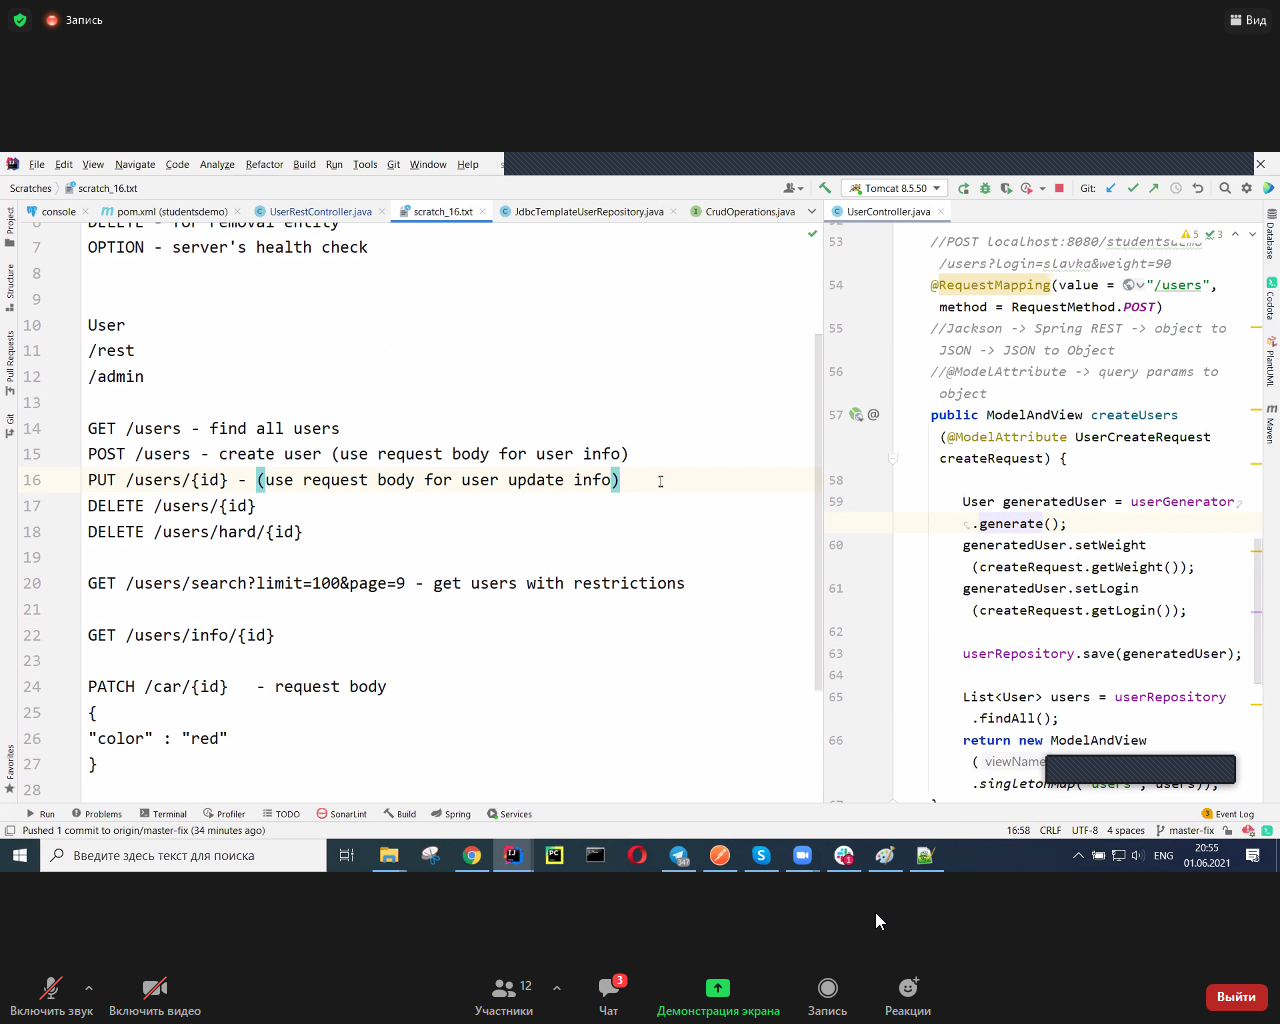 Запись
Вид
File Edit View Navigate Code Analyze Refactor Build Run Tools Git Window Help
Scratches scratch_16.txt
Tomcat 8.5.50 Git:
console pom.xml (studentsdemo) UserRestController.java scratch_16.txt JdbcTemplateUserRepository.java CrudOperations.java UserController.java
Project
Structure
Pull Requests
Git
Favorites
6 DELETE - for removal entity
7 OPTION - server's health check
8
9
10 User
11 /rest
12 /admin
13
14 GET /users - find all users
15 POST /users - create user (use request body for user info)
16 PUT /users/{id} - (use request body for user update info)
17 DELETE /users/{id}
18 DELETE /users/hard/{id}
19
20 GET /users/search?limit=100&page=9 - get users with restrictions
21
22 GET /users/info/{id}
23
24 PATCH /car/{id}   - request body
25 {
26 "color" : "red"
27 }
28
5 3
53 //POST localhost:8080/studentsdemo
/users?login=slavka&weight=90
54 @RequestMapping(value = "/users",
method = RequestMethod.POST)
55 //Jackson -> Spring REST -> object to
JSON -> JSON to Object
56 //@ModelAttribute -> query params to
object
57 public ModelAndView createUsers
(@ModelAttribute UserCreateRequest
createRequest) {
58
59 User generatedUser = userGenerator
.generate();
60 generatedUser.setWeight
(createRequest.getWeight());
61 generatedUser.setLogin
(createRequest.getLogin());
62
63 userRepository.save(generatedUser);
64
65 List<User> users = userRepository
.findAll();
66 return new ModelAndView
( viewName
.singletonMap("users", users));
Database
Codota
PlantUML
Maven
Run Problems Terminal Profiler TODO SonarLint Build Spring Services 3 Event Log
Pushed 1 commit to origin/master-fix (34 minutes ago) 16:58 CRLF UTF-8 4 spaces master-fix
Введите здесь текст для поиска
347
1
ENG
20:55
01.06.2021
Включить звук Включить видео 12 Участники 3 Чат Демонстрация экрана Запись Реакции Выйти